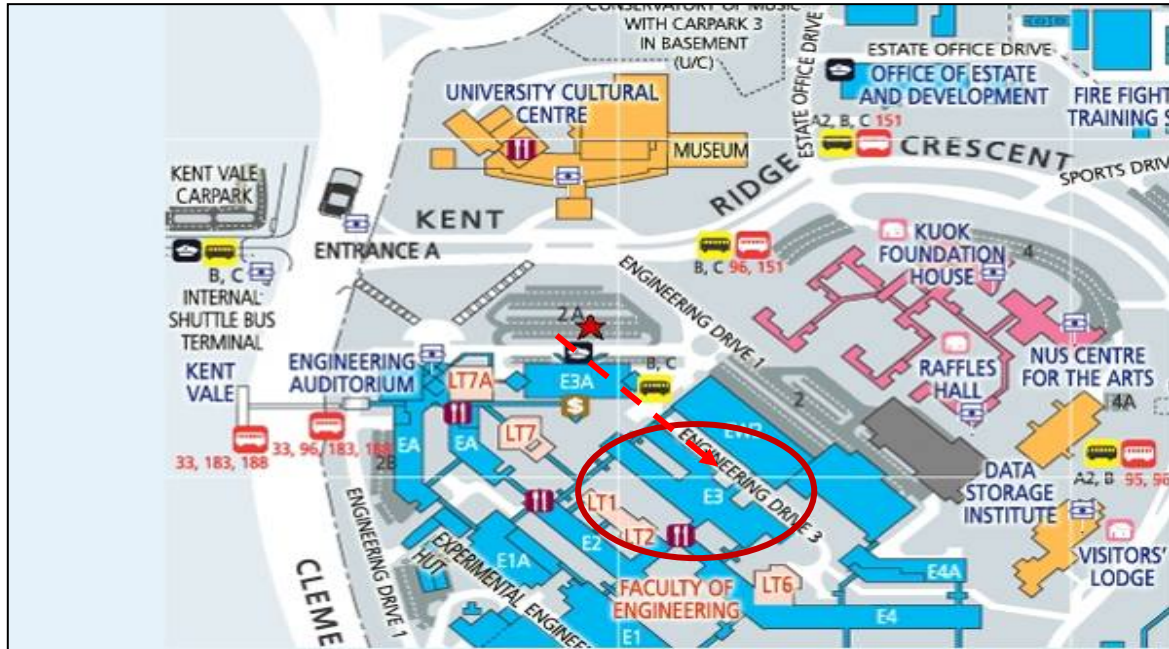 CONSERVATORY OF MUSIC
WITH CARPARK 3
IN BASEMENT
(U/C)
ESTATE OFFICE DRIVE
ESTATE OFFICE DRIVE
OFFICE OF ESTATE
AND DEVELOPMENT
FIRE FIGHT
TRAINING S
UNIVERSITY CULTURAL
CENTRE
MUSEUM
A2, B, C 151
KENT RIDGE CRESCENT
SPORTS DRIV
KENT VALE
CARPARK
ENTRANCE A
B, C
INTERNAL
SHUTTLE BUS
TERMINAL
B, C 96, 151
KUOK
FOUNDATION
HOUSE
4
ENGINEERING DRIVE 1
2A
KENT
VALE
ENGINEERING
AUDITORIUM
LT7A
E3A
$
B, C
RAFFLES
HALL
NUS CENTRE
FOR THE ARTS
4A
2
EA
EA
LT7
33, 183, 188
33, 96, 183, 188
2B
ENGINEERING DRIVE 3
E3
LT1
LT2
E2
DATA
STORAGE
INSTITUTE
A2, B 95, 96
VISITORS'
LODGE
ENGINEERING DRIVE 1
EXPERIMENTAL ENGINEE
HUT
E1A
FACULTY OF
ENGINEERING
LT6
E4A
E4
E1
CLEME